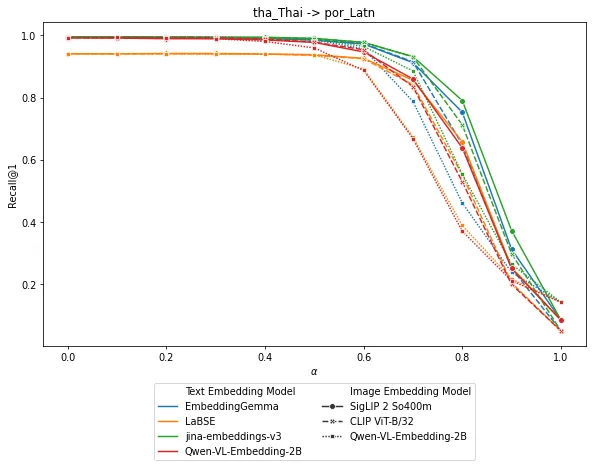 tha_Thai -> por_Latn
Recall@1
1.0
0.8
0.6
0.4
0.2
0.0 0.2 0.4 0.6 0.8 1.0
α
Text Embedding Model
EmbeddingGemma
LaBSE
jina-embeddings-v3
Qwen-VL-Embedding-2B
Image Embedding Model
SigLIP 2 So400m
CLIP ViT-B/32
Qwen-VL-Embedding-2B